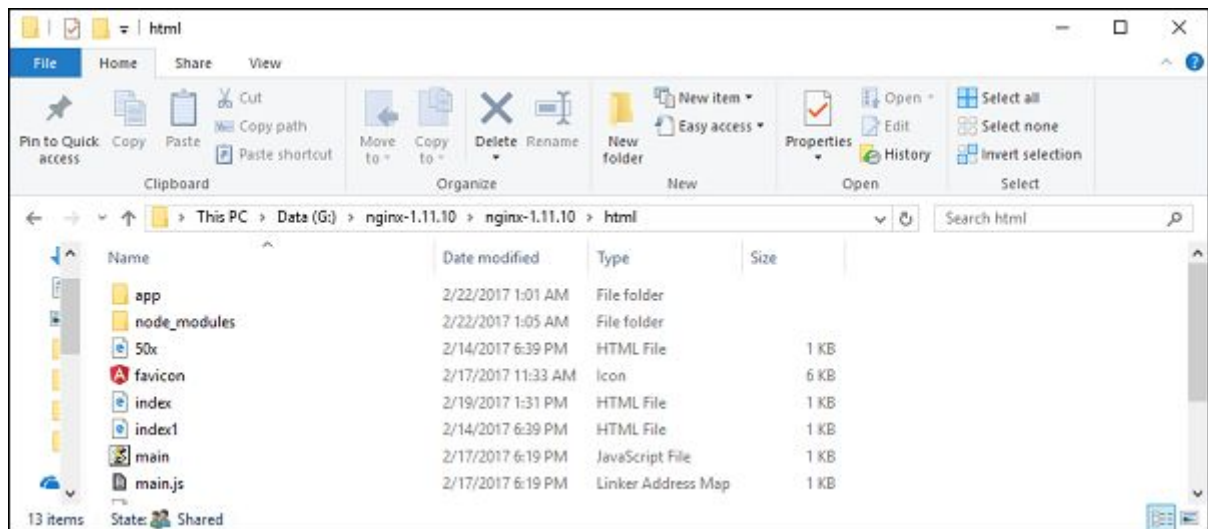 html
File Home Share View
Pin to Quick access
Copy
Paste
Cut
Copy path
Paste shortcut
Move to
Copy to
Delete
Rename
New folder
New item
Easy access
Properties
Open
Edit
History
Select all
Select none
Invert selection
Clipboard Organize New Open Select
This PC > Data (G:) > nginx-1.11.10 > nginx-1.11.10 > html
Search html
Name Date modified Type Size
app 2/22/2017 1:01 AM File folder
node_modules 2/22/2017 1:05 AM File folder
50x 2/14/2017 6:39 PM HTML File 1 KB
favicon 2/17/2017 11:33 AM Icon 6 KB
index 2/19/2017 1:31 PM HTML File 1 KB
index1 2/14/2017 6:39 PM HTML File 1 KB
main 2/17/2017 6:19 PM JavaScript File 1 KB
main.js 2/17/2017 6:19 PM Linker Address Map 1 KB
13 items State: Shared